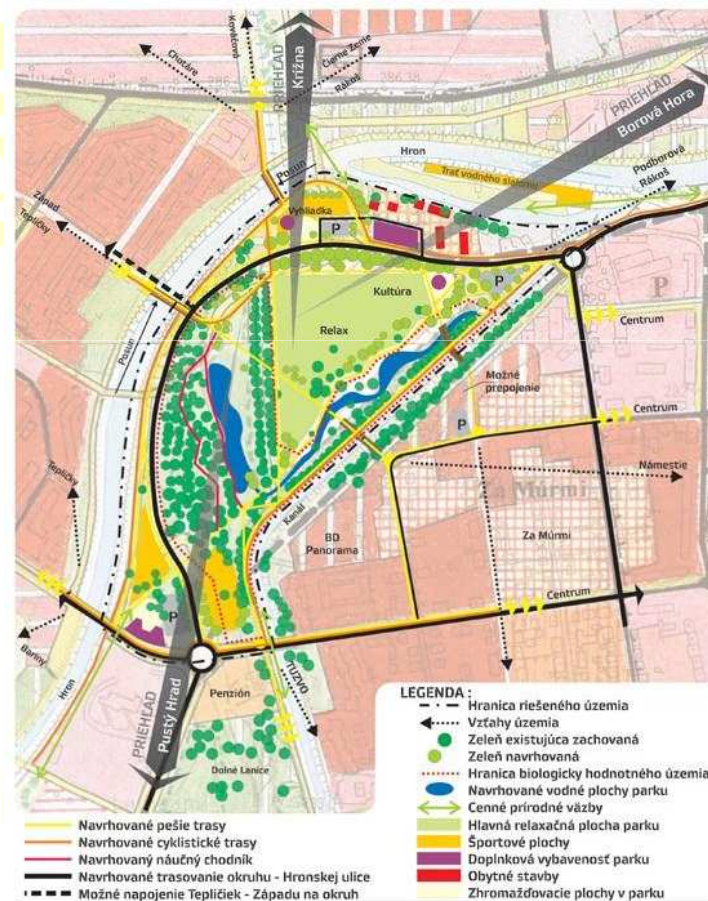 Kováčová
Chotáre
PRIEHĽAD
Krížna
Čierne Zeme
Rákoš
PRIEHĽAD
Borová Hora
Hron
Trať vodného slalomu
Podborová
Rákoš
Posun
Západ
Tepličky
Vyhliadka
P
Kultúra
P
P
Relax
Centrum
Posun
Možné
prepojenie
P
Centrum
Tepličky
Námestie
Za Múrmi
Kanál
BD
Panorama
Za Múrmi
Centrum
P
Bariny
Hron
TUZVO
Penzión
PRIEHĽAD
Pustý Hrad
Dolné Lanice
LEGENDA :
Hranica riešeného územia
Vzťahy územia
Zeleň existujúca zachovaná
Zeleň navrhovaná
Hranica biologicky hodnotného územia
Navrhované vodné plochy parku
Cenné prírodné väzby
Hlavná relaxačná plocha parku
Športové plochy
Doplnková vybavenosť parku
Obytné stavby
Zhromažďovacie plochy v parku
Navrhované pešie trasy
Navrhované cyklistické trasy
Navrhovaný náučný chodník
Navrhované trasovanie okruhu - Hronskej ulice
Možné napojenie Tepličiek - Západu na okruh